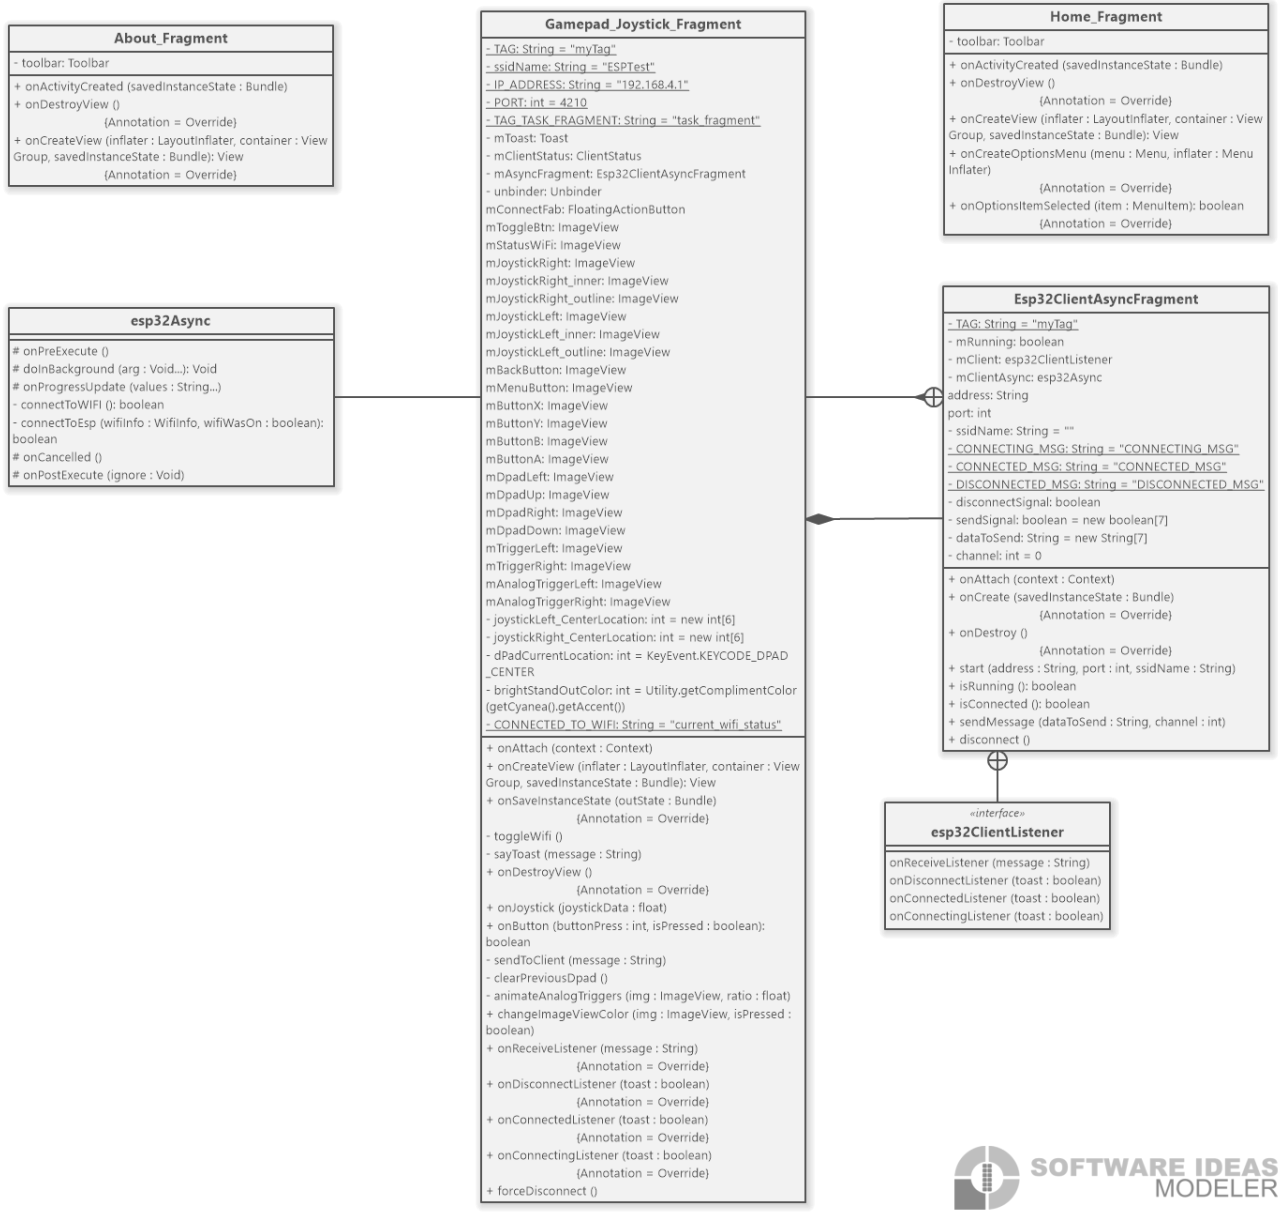 About_Fragment
- toolbar: Toolbar
+ onActivityCreated (savedInstanceState : Bundle)
+ onDestroyView ()
{Annotation = Override}
+ onCreateView (inflater : LayoutInflater, container : View
Group, savedInstanceState : Bundle): View
{Annotation = Override}
esp32Async
# onPreExecute ()
# doInBackground (arg : Void...): Void
# onProgressUpdate (values : String...)
- connectToWIFI (): boolean
- connectToEsp (wifiInfo : WifiInfo, wifiWasOn : boolean):
boolean
# onCancelled ()
# onPostExecute (ignore : Void)
Gamepad_Joystick_Fragment
- TAG: String = "myTag"
- ssidName: String = "ESPTest"
- IP_ADDRESS: String = "192.168.4.1"
- PORT: int = 4210
- TAG_TASK_FRAGMENT: String = "task_fragment"
- mToast: Toast
- mClientStatus: ClientStatus
- mAsyncFragment: Esp32ClientAsyncFragment
- unbinder: Unbinder
mConnectFab: FloatingActionButton
mToggleBtn: ImageView
mStatusWiFi: ImageView
mJoystickRight: ImageView
mJoystickRight_inner: ImageView
mJoystickRight_outline: ImageView
mJoystickLeft: ImageView
mJoystickLeft_inner: ImageView
mJoystickLeft_outline: ImageView
mBackButton: ImageView
mMenuButton: ImageView
mButtonX: ImageView
mButtonY: ImageView
mButtonB: ImageView
mButtonA: ImageView
mDpadLeft: ImageView
mDpadUp: ImageView
mDpadRight: ImageView
mDpadDown: ImageView
mTriggerLeft: ImageView
mTriggerRight: ImageView
mAnalogTriggerLeft: ImageView
mAnalogTriggerRight: ImageView
- joystickLeft_CenterLocation: int = new int[6]
- joystickRight_CenterLocation: int = new int[6]
- dPadCurrentLocation: int = KeyEvent.KEYCODE_DPAD
_CENTER
- brightStandOutColor: int = Utility.getComplimentColor
(getCyanea().getAccent())
- CONNECTED_TO_WIFI: String = "current_wifi_status"
+ onAttach (context : Context)
+ onCreateView (inflater : LayoutInflater, container : View
Group, savedInstanceState : Bundle): View
+ onSaveInstanceState (outState : Bundle)
{Annotation = Override}
- toggleWifi ()
- sayToast (message : String)
+ onDestroyView ()
{Annotation = Override}
+ onJoystick (joystickData : float)
+ onButton (buttonPress : int, isPressed : boolean):
boolean
- sendToClient (message : String)
- clearPreviousDpad ()
- animateAnalogTriggers (img : ImageView, ratio : float)
+ changeImageViewColor (img : ImageView, isPressed :
boolean)
+ onReceiveListener (message : String)
{Annotation = Override}
+ onDisconnectListener (toast : boolean)
{Annotation = Override}
+ onConnectedListener (toast : boolean)
{Annotation = Override}
+ onConnectingListener (toast : boolean)
{Annotation = Override}
+ forceDisconnect ()
Home_Fragment
- toolbar: Toolbar
+ onActivityCreated (savedInstanceState : Bundle)
+ onDestroyView ()
{Annotation = Override}
+ onCreateView (inflater : LayoutInflater, container : View
Group, savedInstanceState : Bundle): View
+ onCreateOptionsMenu (menu : Menu, inflater : Menu
Inflater)
{Annotation = Override}
+ onOptionsItemSelected (item : MenuItem): boolean
{Annotation = Override}
Esp32ClientAsyncFragment
- TAG: String = "myTag"
- mRunning: boolean
- mClient: esp32ClientListener
- mClientAsync: esp32Async
address: String
port: int
- ssidName: String = ""
- CONNECTING_MSG: String = "CONNECTING_MSG"
- CONNECTED_MSG: String = "CONNECTED_MSG"
- DISCONNECTED_MSG: String = "DISCONNECTED_MSG"
- disconnectSignal: boolean
- sendSignal: boolean = new boolean[7]
- dataToSend: String = new String[7]
- channel: int = 0
+ onAttach (context : Context)
+ onCreate (savedInstanceState : Bundle)
{Annotation = Override}
+ onDestroy ()
{Annotation = Override}
+ start (address : String, port : int, ssidName : String)
+ isRunning (): boolean
+ isConnected (): boolean
+ sendMessage (dataToSend : String, channel : int)
+ disconnect ()
«interface»
esp32ClientListener
onReceiveListener (message : String)
onDisconnectListener (toast : boolean)
onConnectedListener (toast : boolean)
onConnectingListener (toast : boolean)
SOFTWARE IDEAS
MODELER